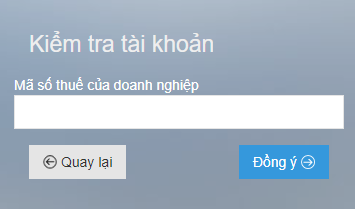 Kiểm tra tài khoản
Mã số thuế của doanh nghiệp
Quay lại
Đồng ý